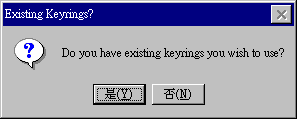 Existing Keyrings?
Do you have existing keyrings you wish to use?
是(Y) 否(N)